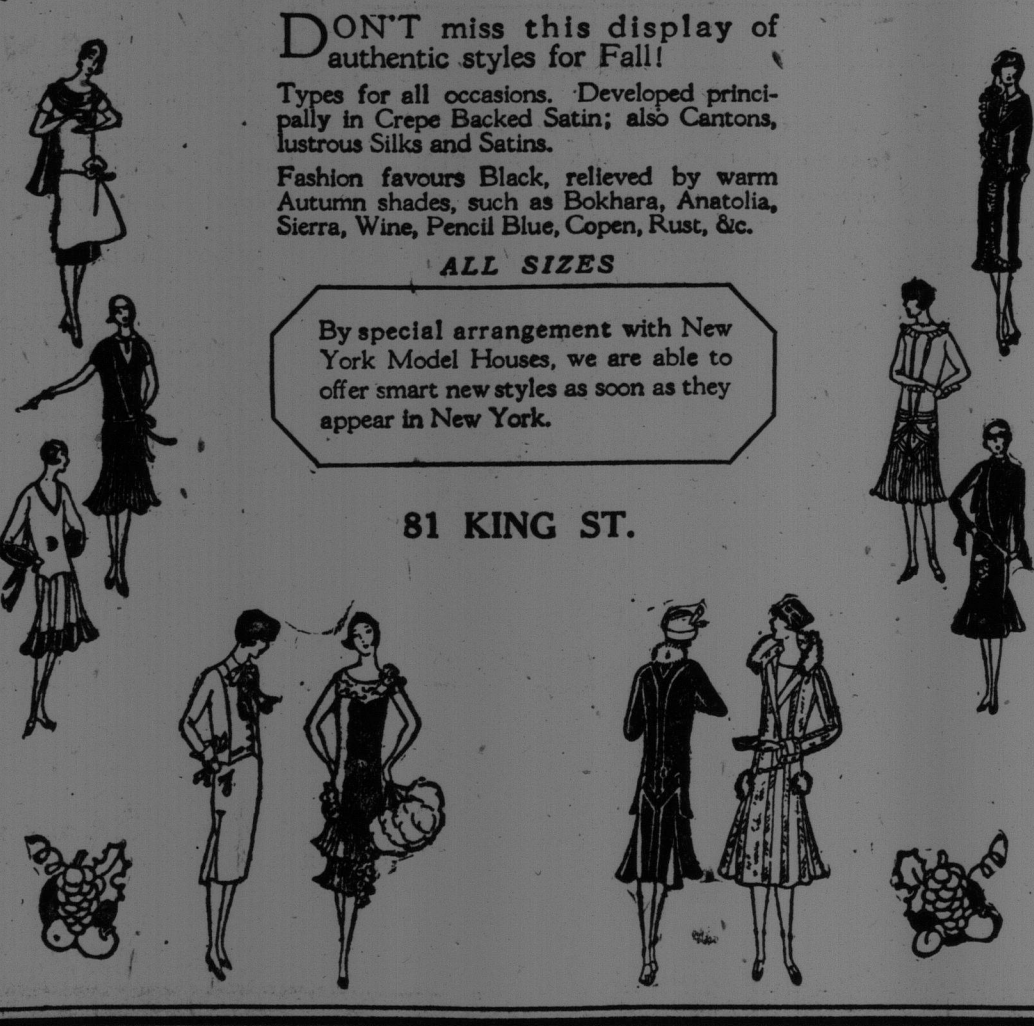 DON'T miss this display of
authentic styles for Fall!
Types for all occasions. Developed princi-
pally in Crepe Backed Satin; also Cantons,
lustrous Silks and Satins.
Fashion favours Black, relieved by warm
Autumn shades, such as Bokhara, Anatolia,
Sierra, Wine, Pencil Blue, Copen, Rust, &c.
ALL SIZES
By special arrangement with New
York Model Houses, we are able to
offer smart new styles as soon as they
appear in New York.
81 KING ST.